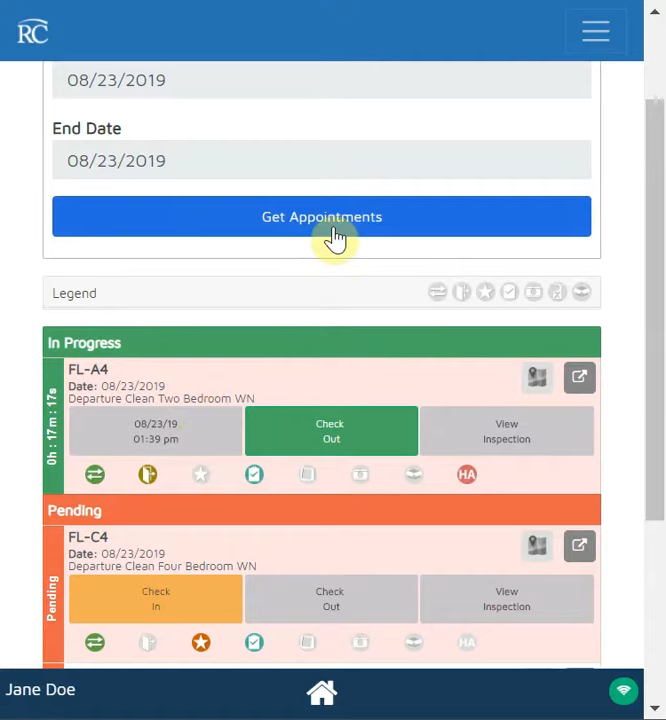 RC
08/23/2019
End Date
08/23/2019
Get Appointments
Legend
In Progress
0h : 17m : 17s
FL-A4
Date: 08/23/2019
Departure Clean Two Bedroom WN
08/23/19
01:39 pm
Check
Out
View
Inspection
HA
Pending
Pending
FL-C4
Date: 08/23/2019
Departure Clean Four Bedroom WN
Check
In
Check
Out
View
Inspection
HA
Jane Doe